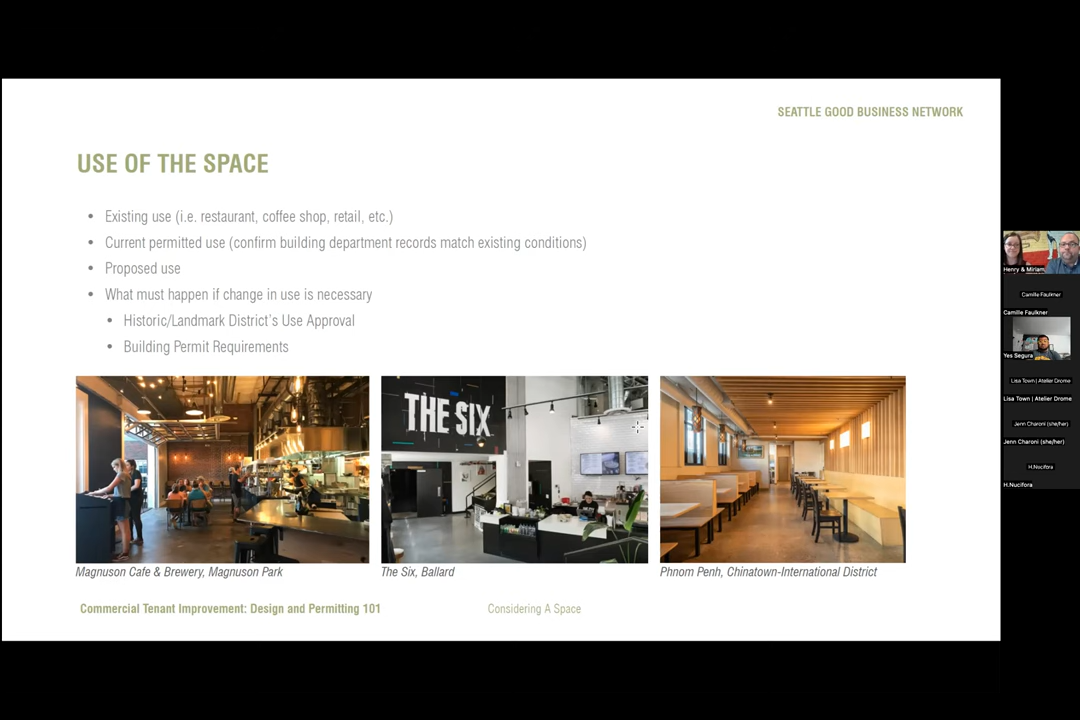 SEATTLE GOOD BUSINESS NETWORK
USE OF THE SPACE
• Existing use (i.e. restaurant, coffee shop, retail, etc.)
• Current permitted use (confirm building department records match existing conditions)
• Proposed use
• What must happen if change in use is necessary
• Historic/Landmark District's Use Approval
• Building Permit Requirements
THE SIX
Magnuson Cafe & Brewery, Magnuson Park
The Six, Ballard
Phnom Penh, Chinatown-International District
Commercial Tenant Improvement: Design and Permitting 101
Considering A Space
Henry & Miriam
Camille Faulkner
Camille Faulkner
Yes Segura
Lisa Town | Atelier Drome
Lisa Town | Atelier Drome
Jenn Charoni (she/her)
Jenn Charoni (she/her)
H.Nucifora
H.Nucifora